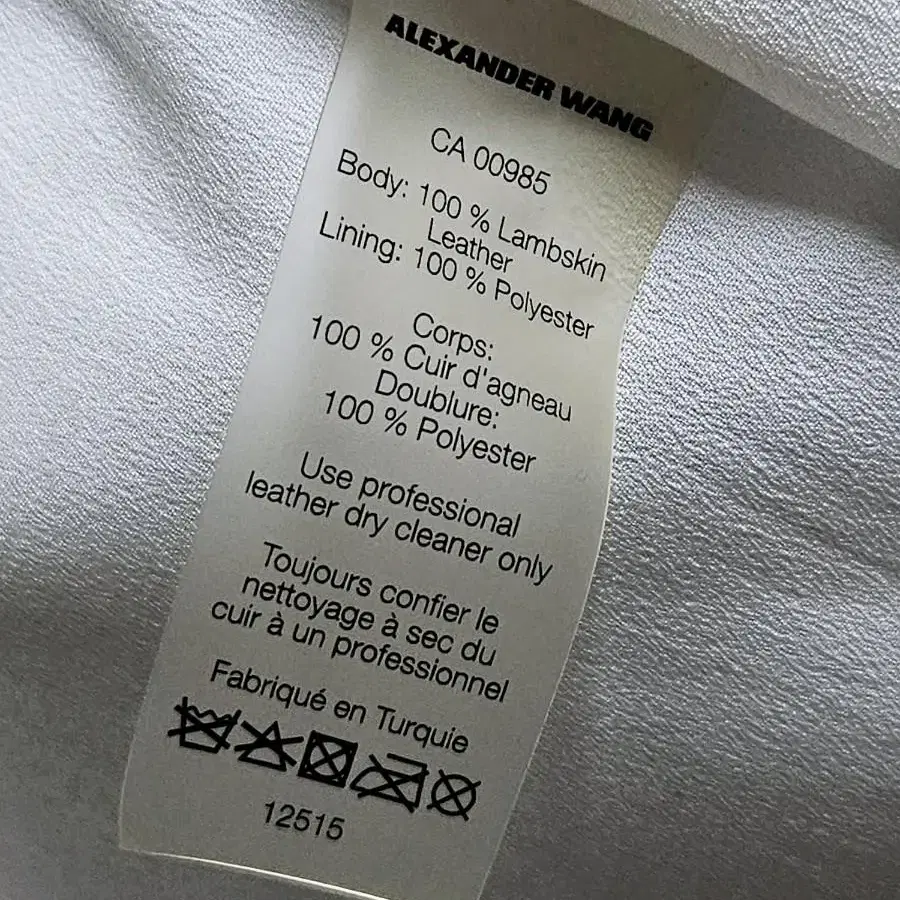 ALEXANDER WANG
CA 00985
Body: 100 % Lambskin
Leather
Lining: 100 % Polyester
Corps:
100 % Cuir d'agneau
Doublure:
100 % Polyester
Use professional
leather dry cleaner only
Toujours confier le
nettoyage à sec du
cuir à un professionnel
Fabriqué en Turquie
12515